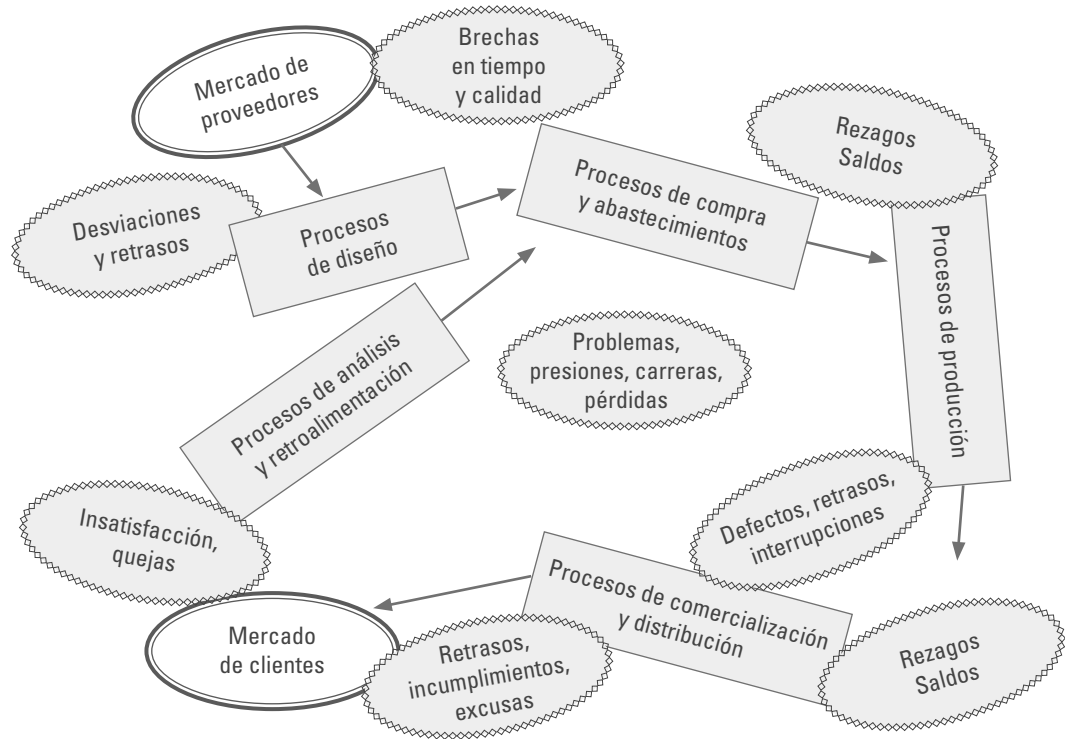 Mercado de
proveedores
Brechas
en tiempo
y calidad
Rezagos
Saldos
Desviaciones
y retrasos
Procesos
de diseño
Procesos de compra
y abastecimientos
Procesos de producción
Procesos de análisis
y retroalimentación
Problemas,
presiones, carreras,
pérdidas
Insatisfacción,
quejas
Defectos, retrasos,
interrupciones
Procesos de comercialización
y distribución
Mercado
de clientes
Retrasos,
incumplimientos,
excusas
Rezagos
Saldos